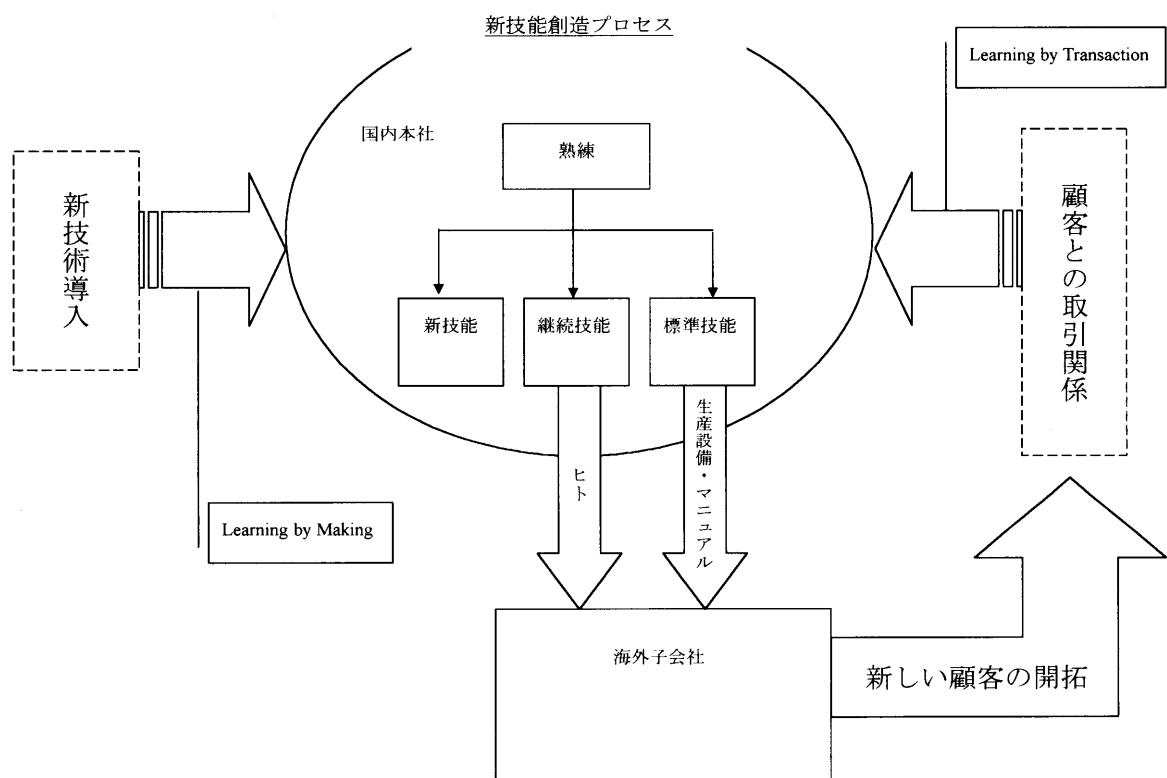 新技能創造プロセス
Learning by Transaction
国内本社
熟練
新技術導入
顧客との取引関係
新技能
継続技能
標準技能
ヒト
生産設備・マニュアル
Learning by Making
海外子会社
新しい顧客の開拓